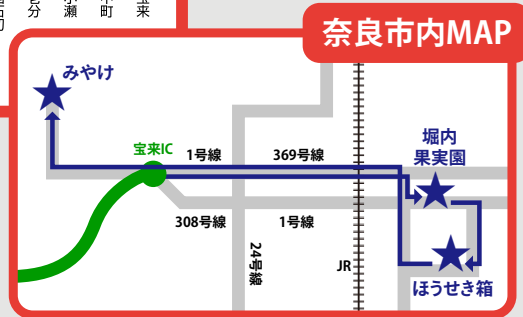 奈良市内MAP
みやけ
宝来IC
1号線
369号線
堀内
果実園
308号線
1号線
24号線
JR
ほうせき箱